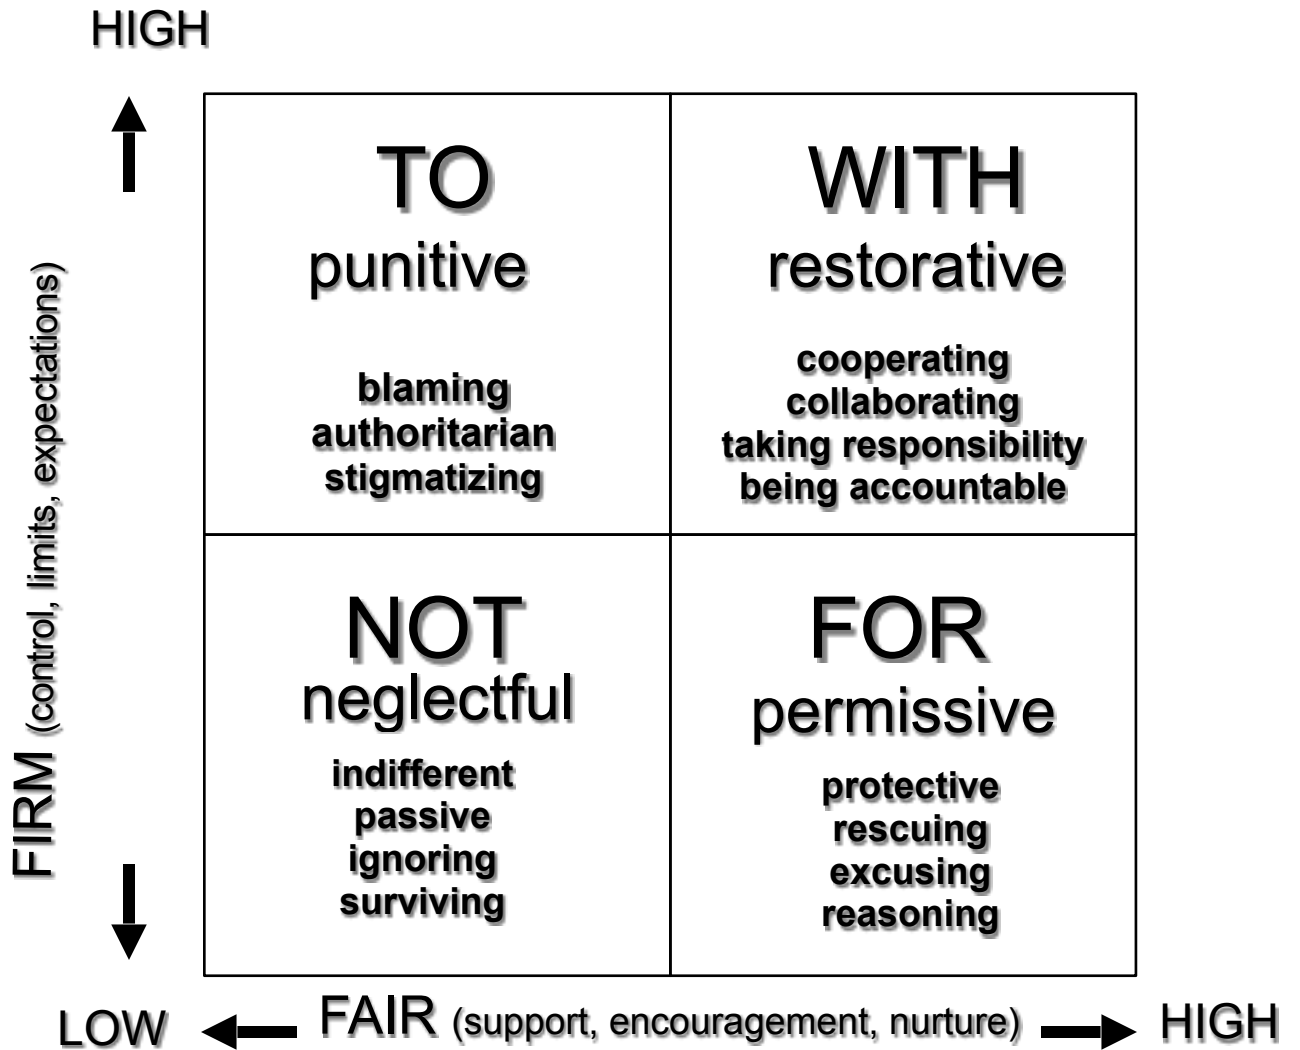 HIGH
TO
punitive
blaming
authoritarian
stigmatizing
WITH
restorative
cooperating
collaborating
taking responsibility
being accountable
FIRM (control, limits, expectations)
NOT
neglectful
indifferent
passive
ignoring
surviving
FOR
permissive
protective
rescuing
excusing
reasoning
LOW
FAIR (support, encouragement, nurture)
HIGH